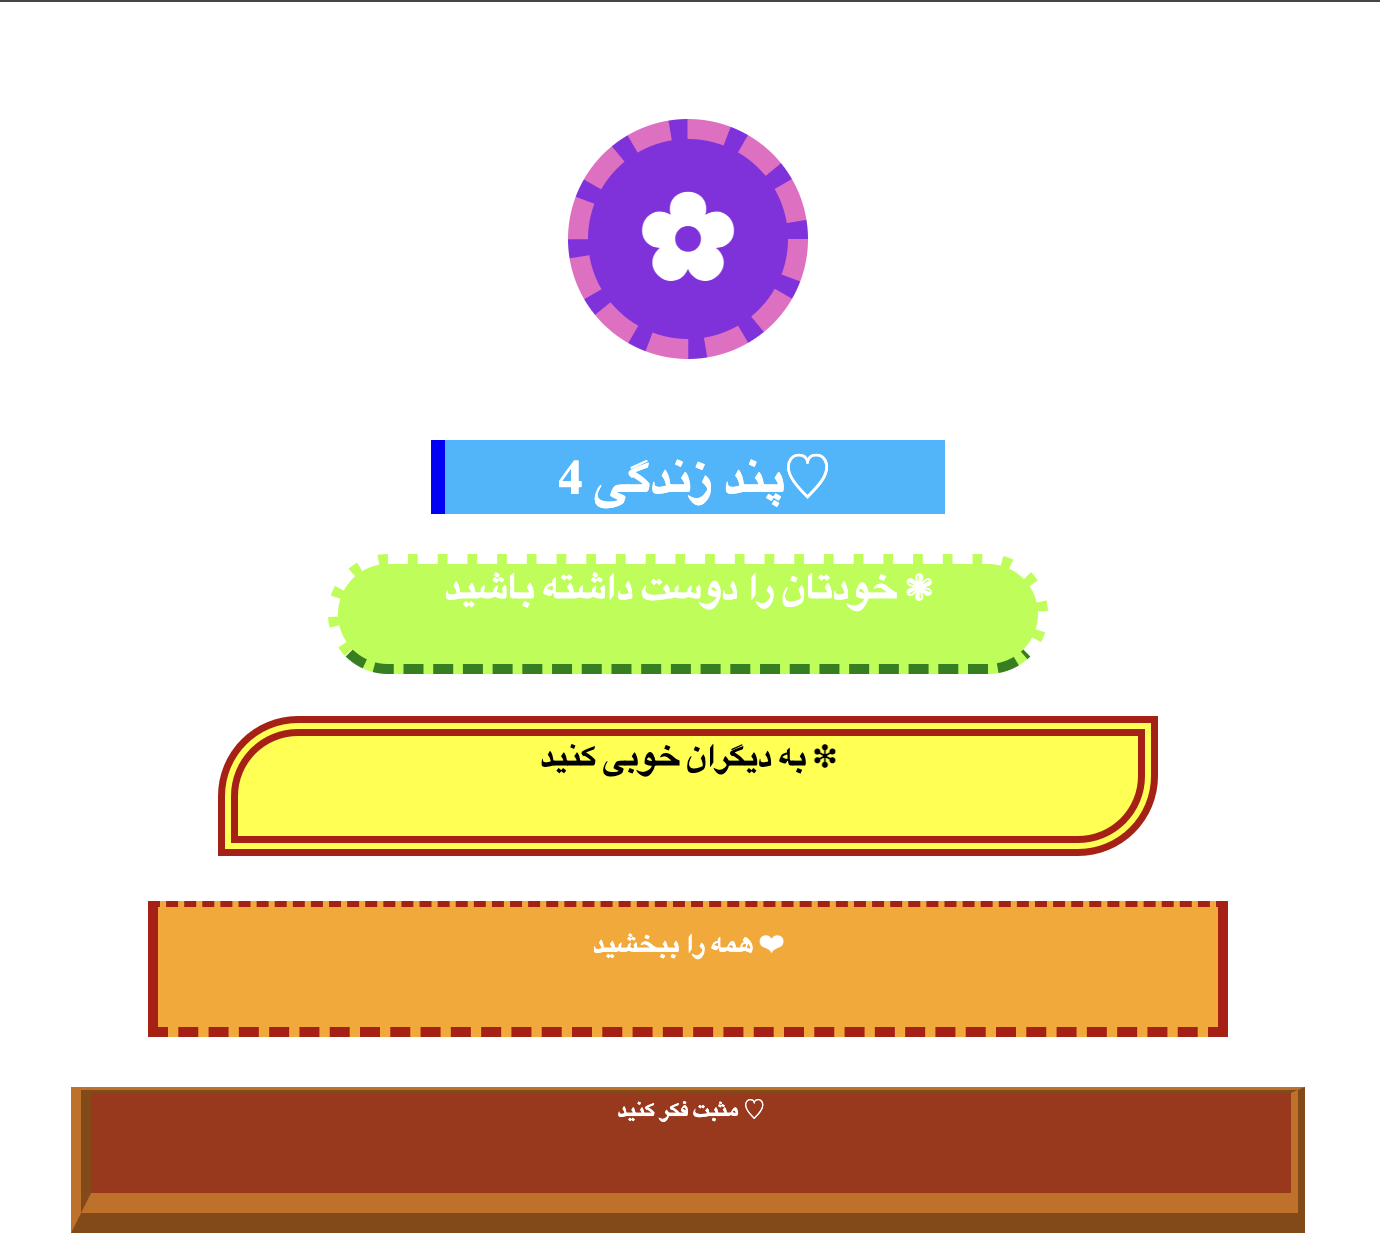 ♡پند زندگی 4
❃ خودتان را دوست داشته باشید
❇ به دیگران خوبی کنید
❤ همه را ببخشید
♡ مثبت فکر کنید